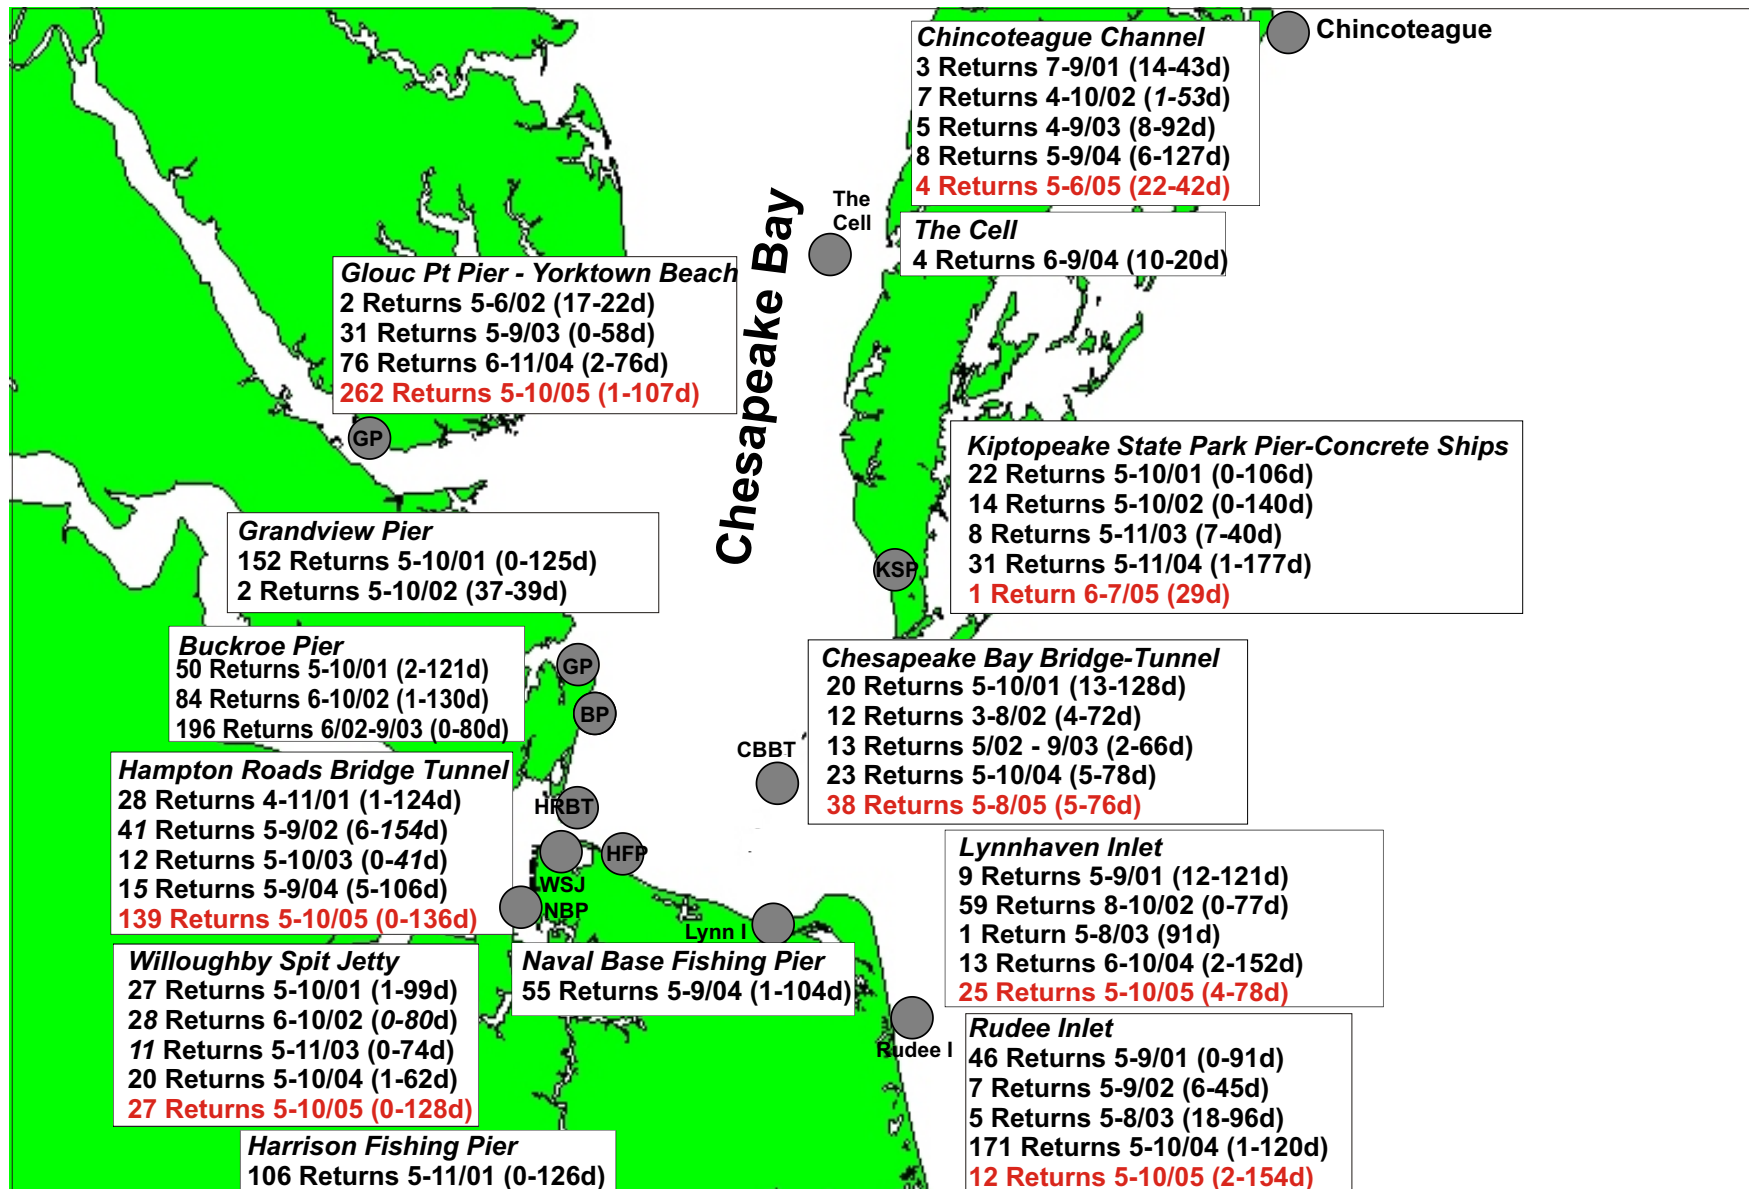 Chincoteague
Chincoteague Channel
3 Returns 7-9/01 (14-43d)
7 Returns 4-10/02 (1-53d)
5 Returns 4-9/03 (8-92d)
8 Returns 5-9/04 (6-127d)
4 Returns 5-6/05 (22-42d)
The
Cell
The Cell
4 Returns 6-9/04 (10-20d)
Chesapeake Bay
Glouc Pt Pier - Yorktown Beach
2 Returns 5-6/02 (17-22d)
31 Returns 5-9/03 (0-58d)
76 Returns 6-11/04 (2-76d)
262 Returns 5-10/05 (1-107d)
GP
Kiptopeake State Park Pier-Concrete Ships
22 Returns 5-10/01 (0-106d)
14 Returns 5-10/02 (0-140d)
8 Returns 5-11/03 (7-40d)
31 Returns 5-11/04 (1-177d)
1 Return 6-7/05 (29d)
KSP
Grandview Pier
152 Returns 5-10/01 (0-125d)
2 Returns 5-10/02 (37-39d)
Buckroe Pier
50 Returns 5-10/01 (2-121d)
84 Returns 6-10/02 (1-130d)
196 Returns 6/02-9/03 (0-80d)
GP
BP
Chesapeake Bay Bridge-Tunnel
20 Returns 5-10/01 (13-128d)
12 Returns 3-8/02 (4-72d)
13 Returns 5/02 - 9/03 (2-66d)
23 Returns 5-10/04 (5-78d)
38 Returns 5-8/05 (5-76d)
CBBT
Hampton Roads Bridge Tunnel
28 Returns 4-11/01 (1-124d)
41 Returns 5-9/02 (6-154d)
12 Returns 5-10/03 (0-41d)
15 Returns 5-9/04 (5-106d)
139 Returns 5-10/05 (0-136d)
HRBT
HFP
WSJ
NBP
Lynn I
Lynnhaven Inlet
9 Returns 5-9/01 (12-121d)
59 Returns 8-10/02 (0-77d)
1 Return 5-8/03 (91d)
13 Returns 6-10/04 (2-152d)
25 Returns 5-10/05 (4-78d)
Willoughby Spit Jetty
27 Returns 5-10/01 (1-99d)
28 Returns 6-10/02 (0-80d)
11 Returns 5-11/03 (0-74d)
20 Returns 5-10/04 (1-62d)
27 Returns 5-10/05 (0-128d)
Naval Base Fishing Pier
55 Returns 5-9/04 (1-104d)
Rudee I
Rudee Inlet
46 Returns 5-9/01 (0-91d)
7 Returns 5-9/02 (6-45d)
5 Returns 5-8/03 (18-96d)
171 Returns 5-10/04 (1-120d)
12 Returns 5-10/05 (2-154d)
Harrison Fishing Pier
106 Returns 5-11/01 (0-126d)